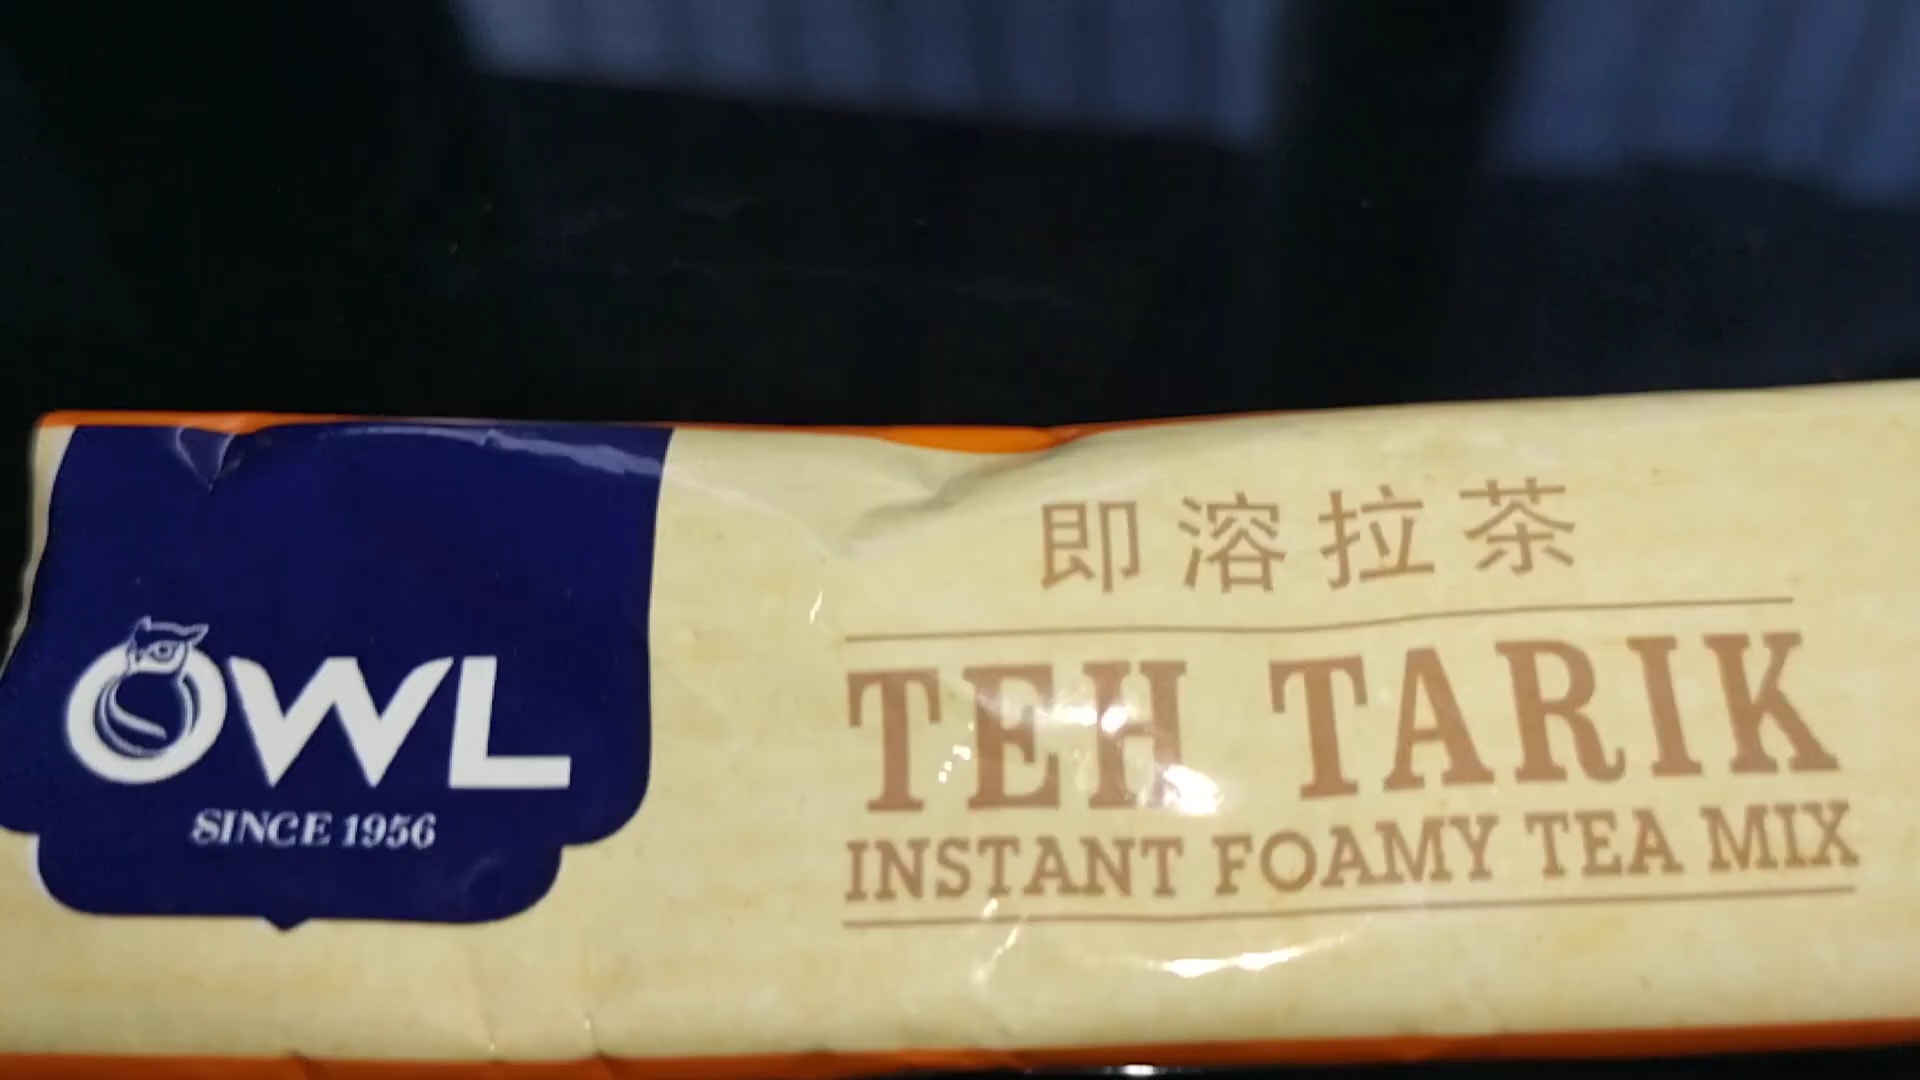 OWL
SINCE 1956
即溶拉茶
TEH TARIK
INSTANT FOAMY TEA MIX